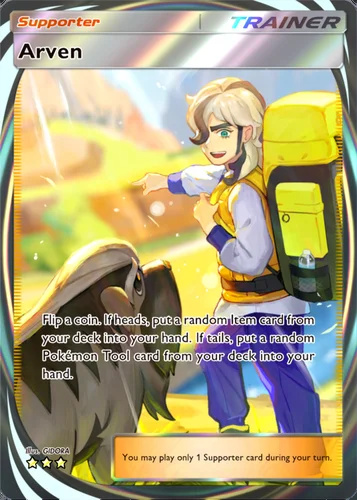 Supporter
TRAINER
Arven
Flip a coin. If heads, put a random Item card from
your deck into your hand. If tails, put a random
Pokémon Tool card from your deck into your
hand.
Illus. GIDORA
You may play only 1 Supporter card during your turn.